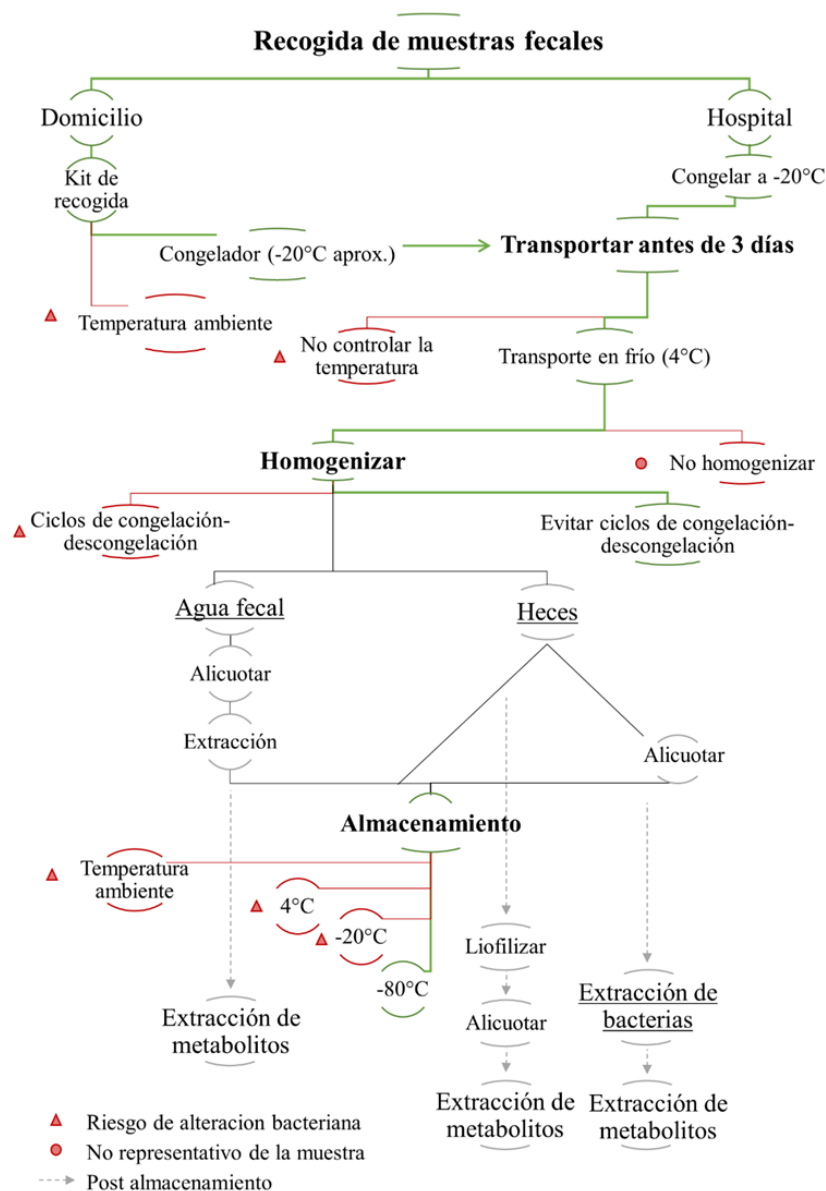 Recogida de muestras fecales
Domicilio
Hospital
Kit de
recogida
Congelar a -20°C
Congelador (-20°C aprox.)
Transportar antes de 3 días
Temperatura ambiente
No controlar la
temperatura
Transporte en frío (4°C)
Homogenizar
No homogenizar
Ciclos de congelación-
descongelación
Evitar ciclos de congelación-
descongelación
Agua fecal
Heces
Alicuotar
Extracción
Alicuotar
Almacenamiento
Temperatura
ambiente
4°C
-20°C
-80°C
Liofilizar
Alicuotar
Extracción de
bacterias
Extracción de
metabolitos
Extracción de
metabolitos
Extracción de
metabolitos
Riesgo de alteracion bacteriana
No representativo de la muestra
Post almacenamiento